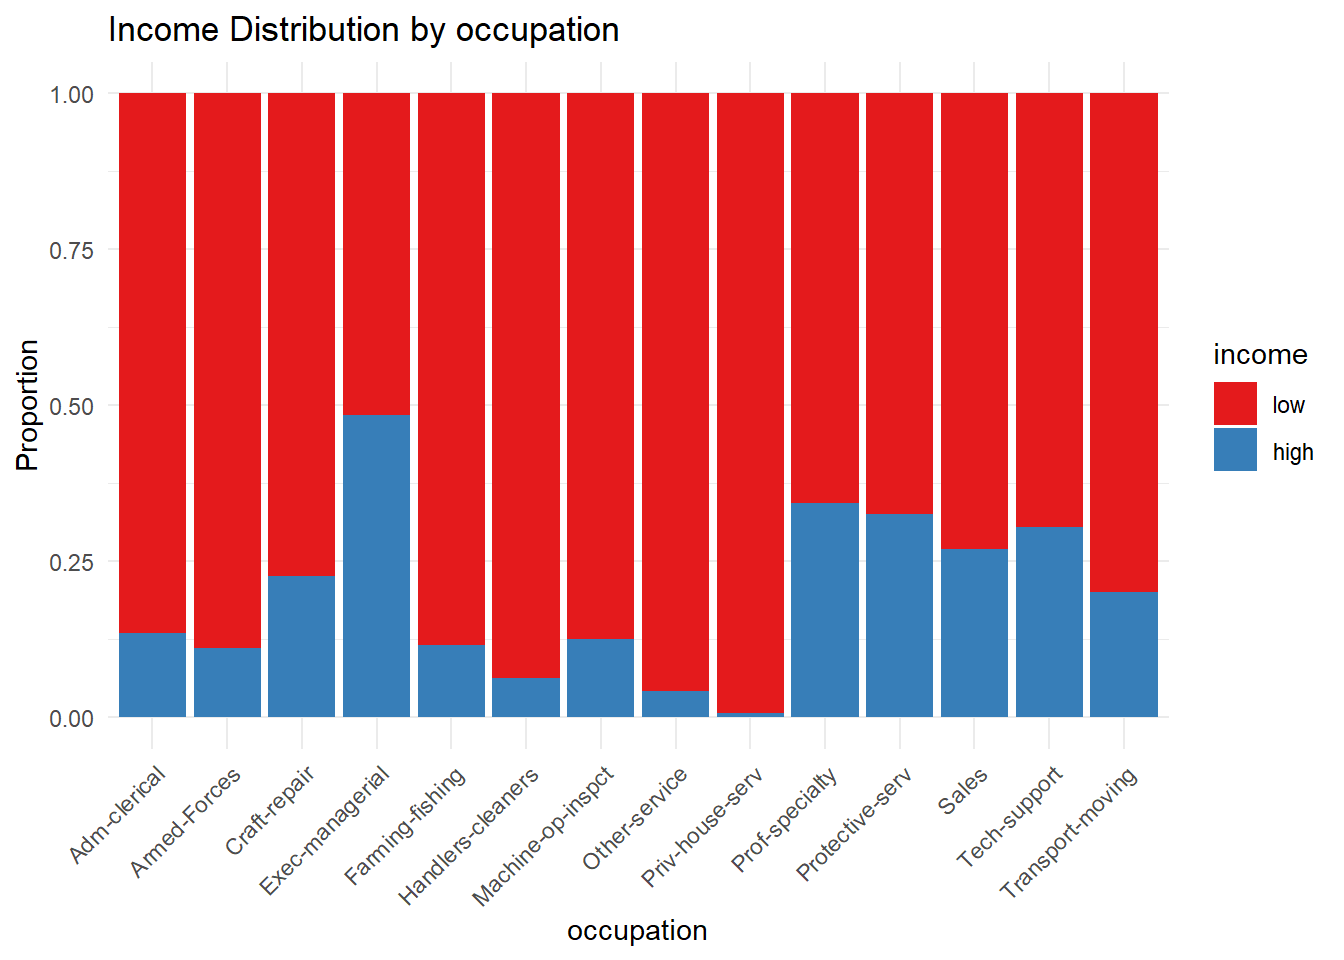 Income Distribution by occupation
1.00
0.75
0.50
0.25
0.00
Proportion
Adm-clerical
Armed-Forces
Craft-repair
Exec-managerial
Farming-fishing
Handlers-cleaners
Machine-op-inspct
Other-service
Priv-house-serv
Prof-specialty
Protective-serv
Sales
Tech-support
Transport-moving
occupation
income
low
high